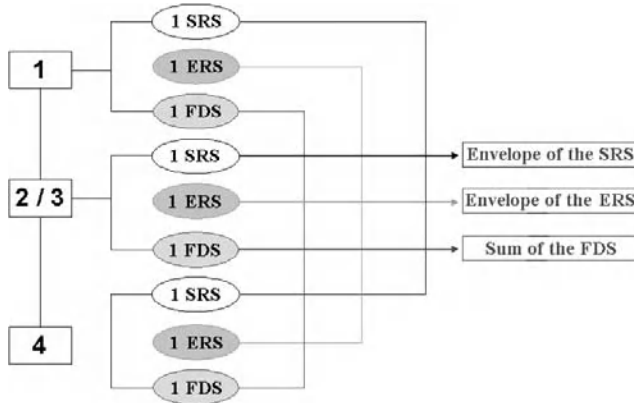 1 SRS
1
1 ERS
1 FDS
1 SRS
Envelope of the SRS
2 / 3
1 ERS
Envelope of the ERS
1 FDS
Sum of the FDS
1 SRS
4
1 ERS
1 FDS